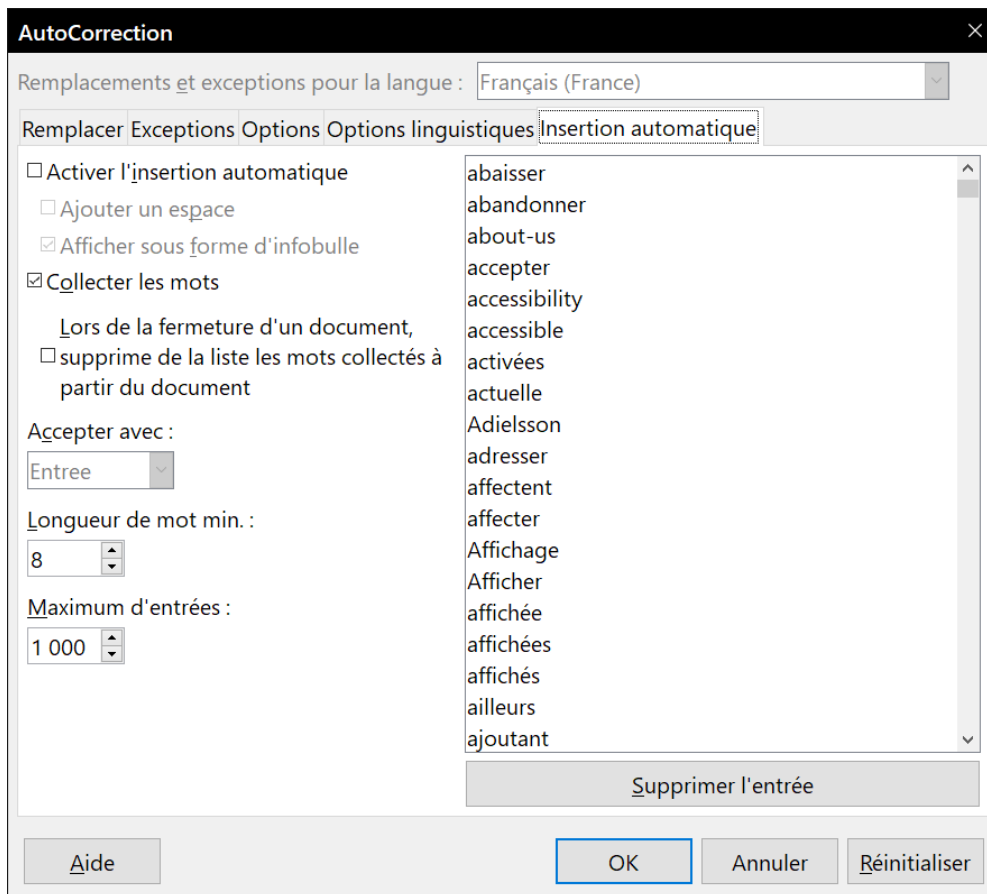 AutoCorrection
Remplacements et exceptions pour la langue : Français (France)
Remplacer Exceptions Options Options linguistiques Insertion automatique
Activer l'insertion automatique
Ajouter un espace
Afficher sous forme d'infobulle
Collecter les mots
Lors de la fermeture d'un document,
supprime de la liste les mots collectés à
partir du document
Accepter avec :
Entree
Longueur de mot min. :
8
Maximum d'entrées :
1 000
abaisser
abandonner
about-us
accepter
accessibility
accessible
activées
actuelle
Adielsson
adresser
affectent
affecter
Affichage
Afficher
affichée
affichées
affichés
ailleurs
ajoutant
Supprimer l'entrée
Aide OK Annuler Réinitialiser